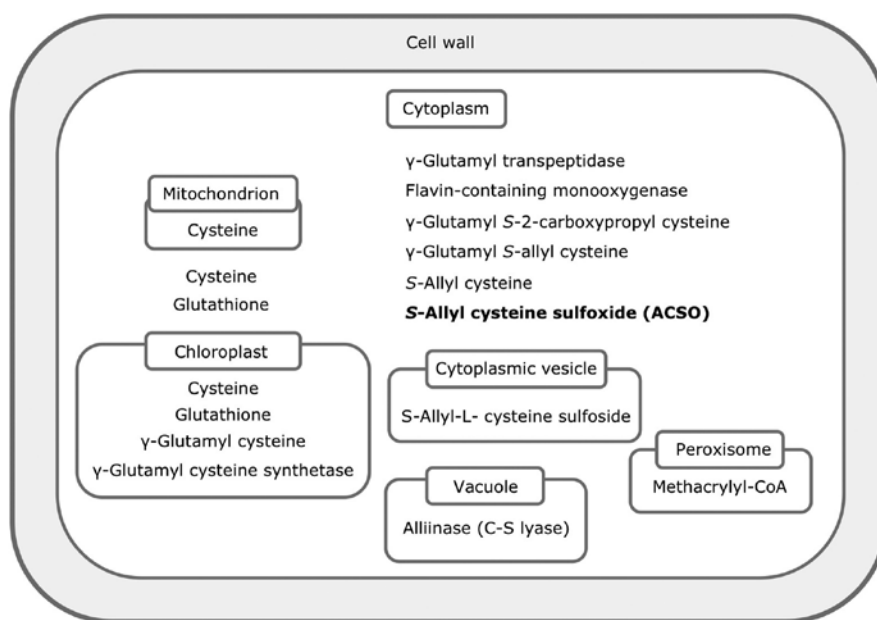 Cell wall
Cytoplasm
γ-Glutamyl transpeptidase
Flavin-containing monooxygenase
γ-Glutamyl S-2-carboxypropyl cysteine
γ-Glutamyl S-allyl cysteine
S-Allyl cysteine
S-Allyl cysteine sulfoxide (ACSO)
Mitochondrion
Cysteine
Cysteine
Glutathione
Chloroplast
Cysteine
Glutathione
γ-Glutamyl cysteine
γ-Glutamyl cysteine synthetase
Cytoplasmic vesicle
S-Allyl-L- cysteine sulfoside
Vacuole
Alliinase (C-S lyase)
Peroxisome
Methacrylyl-CoA